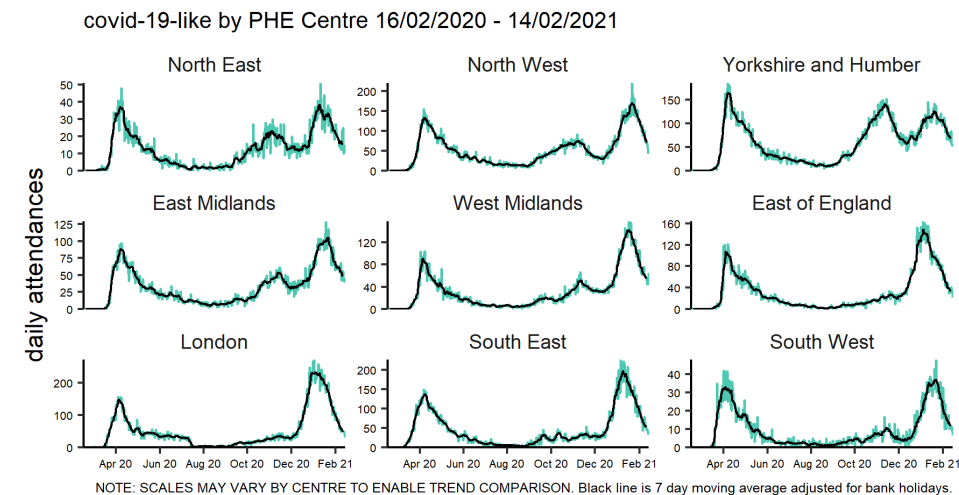 covid-19-like by PHE Centre 16/02/2020 - 14/02/2021
daily attendances
North East
50
40
30
20
10
0
North West
200
150
100
50
0
Yorkshire and Humber
150
100
50
0
East Midlands
125
100
75
50
25
0
West Midlands
120
80
40
0
East of England
160
120
80
40
0
London
200
100
0
South East
200
150
100
50
0
South West
40
30
20
10
0
Apr 20 Jun 20 Aug 20 Oct 20 Dec 20 Feb 21
Apr 20 Jun 20 Aug 20 Oct 20 Dec 20 Feb 21
Apr 20 Jun 20 Aug 20 Oct 20 Dec 20 Feb 21
NOTE: SCALES MAY VARY BY CENTRE TO ENABLE TREND COMPARISON. Black line is 7 day moving average adjusted for bank holidays.